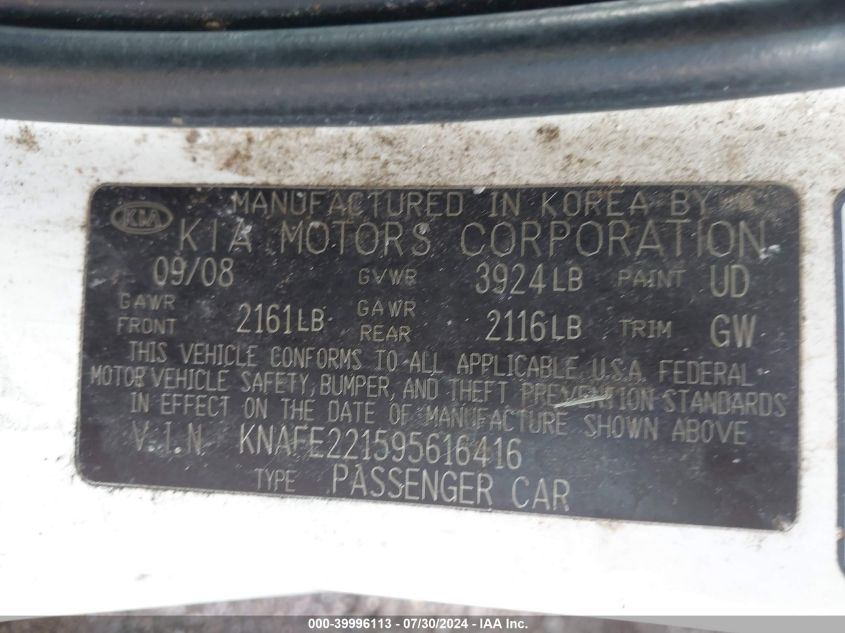 MANUFACTURED IN KOREA BY
KIA KIA MOTORS CORPORATION
09/08 GVWR 3924LB PAINT UD
GAWR FRONT 2161LB GAWR REAR 2116LB TRIM GW
THIS VEHICLE CONFORMS TO ALL APPLICABLE U.S.A. FEDERAL
MOTOR VEHICLE SAFETY, BUMPER, AND THEFT PREVENTION STANDARDS
IN EFFECT ON THE DATE OF MANUFACTURE SHOWN ABOVE
V.I.N KNAFE221595616416
TYPE PASSENGER CAR
000-39996113 - 07/30/2024 - IAA Inc.